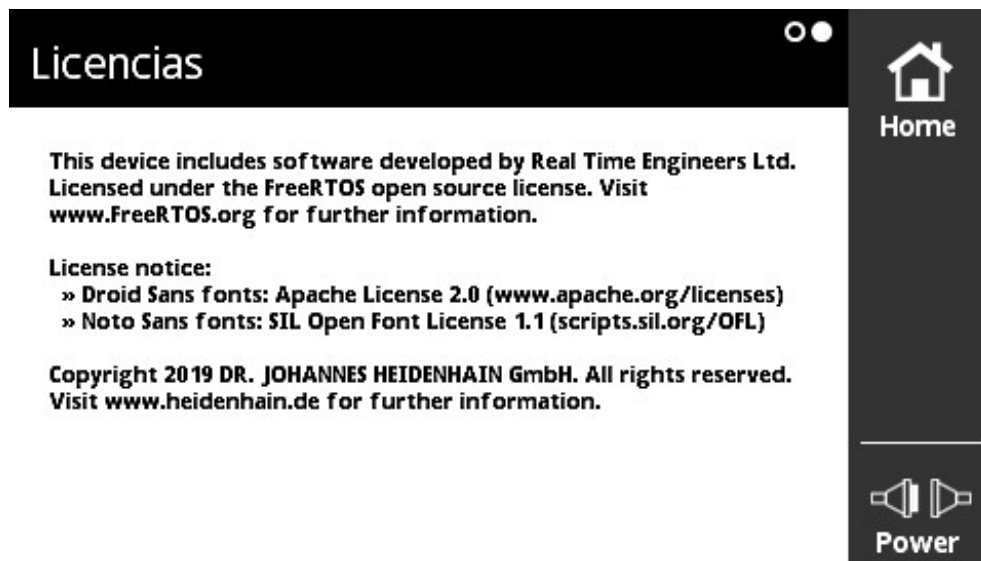 Licencias
Home
This device includes software developed by Real Time Engineers Ltd.
Licensed under the FreeRTOS open source license. Visit
www.FreeRTOS.org for further information.
License notice:
» Droid Sans fonts: Apache License 2.0 (www.apache.org/licenses)
» Noto Sans fonts: SIL Open Font License 1.1 (scripts.sil.org/OFL)
Copyright 2019 DR. JOHANNES HEIDENHAIN GmbH. All rights reserved.
Visit www.heidenhain.de for further information.
Power